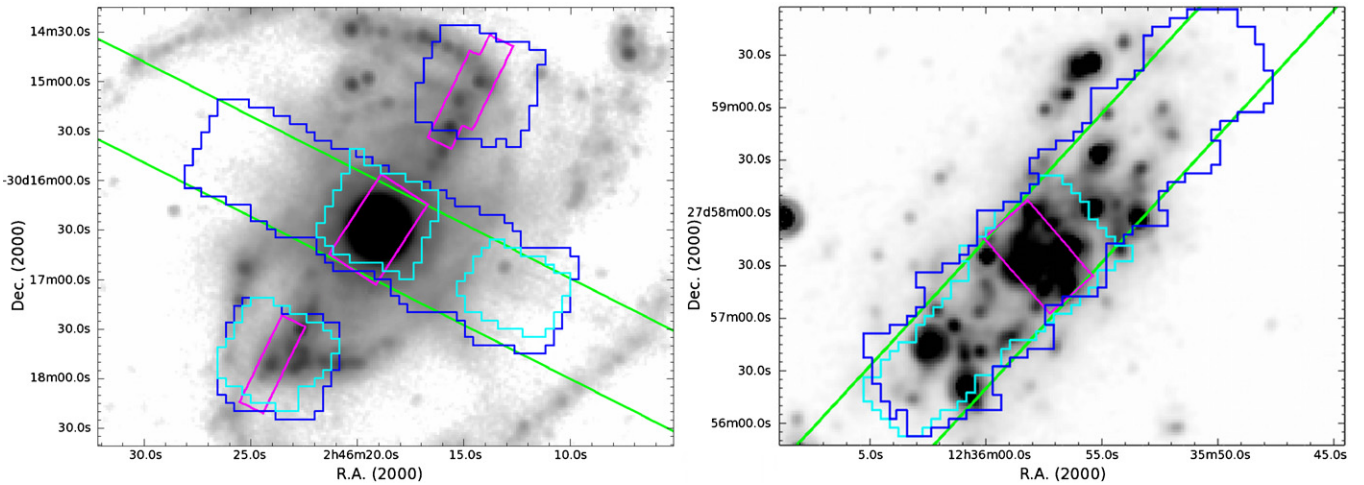 14m30.0s
15m00.0s
30.0s
-30d16m00.0s
30.0s
17m00.0s
30.0s
18m00.0s
30.0s
Dec. (2000)
30.0s
25.0s
2h46m20.0s
15.0s
10.0s
R.A. (2000)
30.0s
59m00.0s
30.0s
27d58m00.0s
30.0s
57m00.0s
30.0s
56m00.0s
Dec. (2000)
5.0s
12h36m00.0s
55.0s
35m50.0s
45.0s
R.A. (2000)